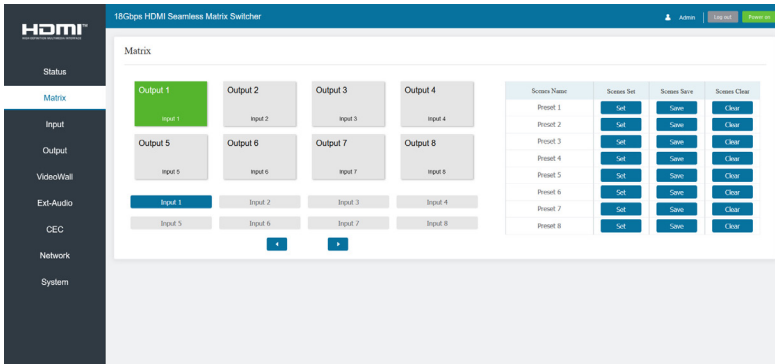 HDMI™
HIGH-DEFINITION MULTIMEDIA INTERFACE
18Gbps HDMI Seamless Matrix Switcher
Admin
Log out
Power on
Status
Matrix
Input
Output
VideoWall
Ext-Audio
CEC
Network
System
Matrix
Output 1
Input 1
Output 2
Input 2
Output 3
Input 3
Output 4
Input 4
Output 5
Input 5
Output 6
Input 6
Output 7
Input 7
Output 8
Input 8
Input 1 Input 2 Input 3 Input 4
Input 5 Input 6 Input 7 Input 8
Scenes Name Scenes Set Scenes Save Scenes Clear
Preset 1 Set Save Clear
Preset 2 Set Save Clear
Preset 3 Set Save Clear
Preset 4 Set Save Clear
Preset 5 Set Save Clear
Preset 6 Set Save Clear
Preset 7 Set Save Clear
Preset 8 Set Save Clear